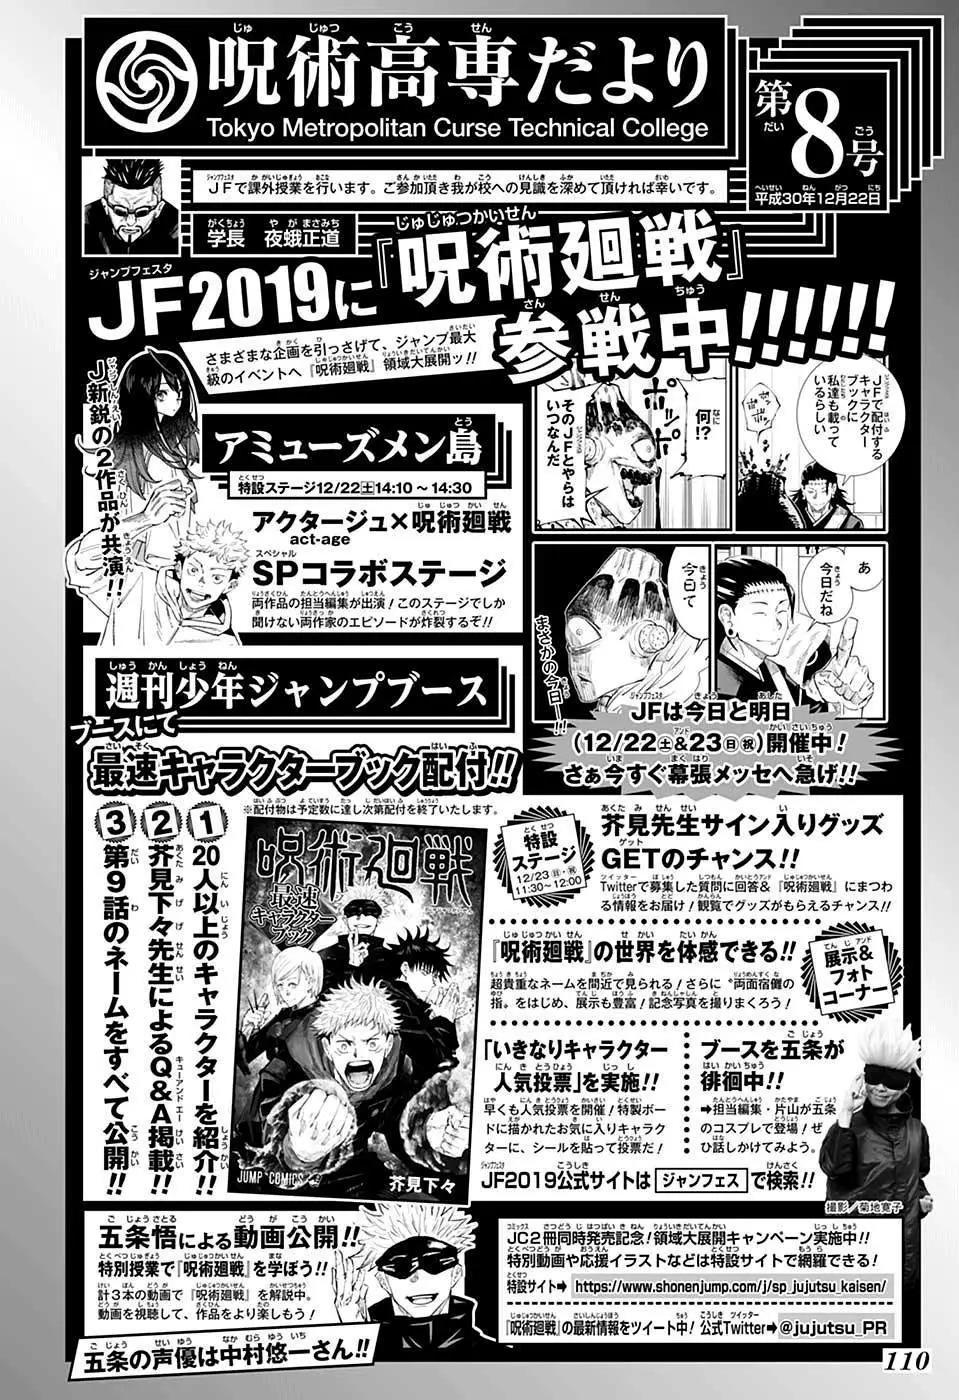 呪術高専だより
Tokyo Metropolitan Curse Technical College
第8号
平成30年12月22日
JFで課外授業を行います。ご参加頂き我が校への見識を深めて頂ければ幸いです。
学長 夜蛾正道
JF2019に『呪術廻戦』
参戦中!!!!!!
さまざまな企画を引っさげて、ジャンプ最大
級のイベントへ『呪術廻戦』領域大展開ッ!!
J新鋭の2作品が共演!!
アミューズメン島
特設ステージ12/22㊏14:10〜14:30
アクタージュ×呪術廻戦
act-age
SPコラボステージ
両作品の担当編集が出演!このステージでしか
聞けない両作家のエピソードが炸裂するぞ!!
JFで配付する
キャラクター
ブックに
私達も載って
いるらしい
何!?
そのJFとやらは
いつなんだ
あ
今日だね
今日て
まさかの今日――!!
JFは今日と明日
(12/22㊏&23㊐㊗)開催中!
さぁ今すぐ幕張メッセへ急げ!!
週刊少年ジャンプブース
ブースにて
最速キャラクターブック配付!!
※配付物は予定数に達し次第配付を終了いたします。
1 20人以上のキャラクターを紹介!!
2 芥見下々先生によるQ&A掲載!!
3 第9話のネームをすべて公開!!
呪術廻戦
最速
キャラクター
ブック
JUMP COMICS
芥見下々
特設
ステージ
12/23㊐・㊗
11:30〜12:00
芥見先生サイン入りグッズ
GETのチャンス!!
Twitterで募集した質問に回答&『呪術廻戦』にまつわ
る情報をお届け!観覧でグッズがもらえるチャンス!!
『呪術廻戦』の世界を体感できる!!
超貴重なネームを間近で見られる!さらに〝両面宿儺の
指〟をはじめ、展示も豊富!記念写真を撮りまくろう!
展示&
フォト
コーナー
「いきなりキャラクター
人気投票」を実施!!
早くも人気投票を開催!特製ボー
ドに描かれたお気に入りキャラク
ターに、シールを貼って投票だ!
ブースを五条が
徘徊中!!
➡担当編集・片山が五条
のコスプレで登場!ぜ
ひ話しかけてみよう。
JF2019公式サイトは ジャンフェス で検索!!
撮影/菊地寛子
五条悟による動画公開!!
特別授業で『呪術廻戦』を学ぼう!!
計3本の動画で『呪術廻戦』を解説中。
動画を視聴して、作品をより楽しもう!
五条の声優は中村悠一さん!!
JC2冊同時発売記念!領域大展開キャンペーン実施中!!
特別動画や応援イラストなどは特設サイトで網羅できる!
特設サイト➡ https://www.shonenjump.com/j/sp_jujutsu_kaisen/
『呪術廻戦』の最新情報をツイート中!公式Twitter➡@jujutsu_PR
110